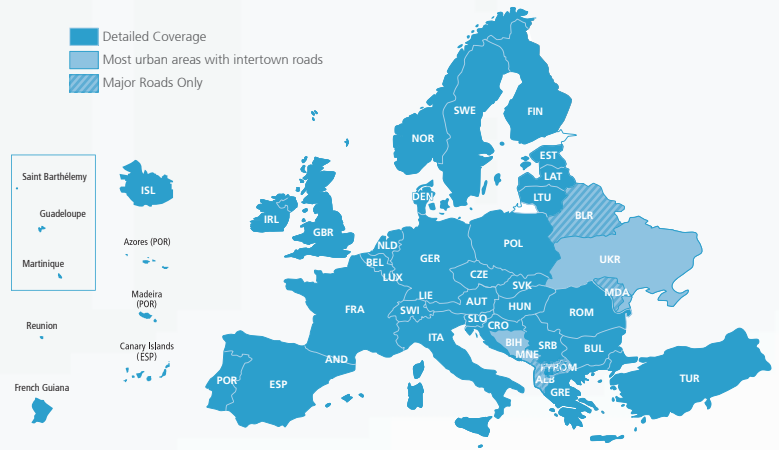 Detailed Coverage
Most urban areas with intertown roads
Major Roads Only
Saint Barthélemy
Guadeloupe
Martinique
Reunion
French Guiana
ISL
Azores (POR)
Madeira
(POR)
Canary Islands
(ESP)
NOR
SWE
FIN
EST
LAT
LTU
DEN
BLR
IRL
GBR
NLD
BEL
LUX
GER
POL
UKR
CZE
SVK
MDA
LIE
AUT
HUN
FRA
SWI
SLO
CRO
ROM
ITA
BIH
SRB
MNE
BUL
AND
FYROM
ALB
GRE
TUR
POR
ESP